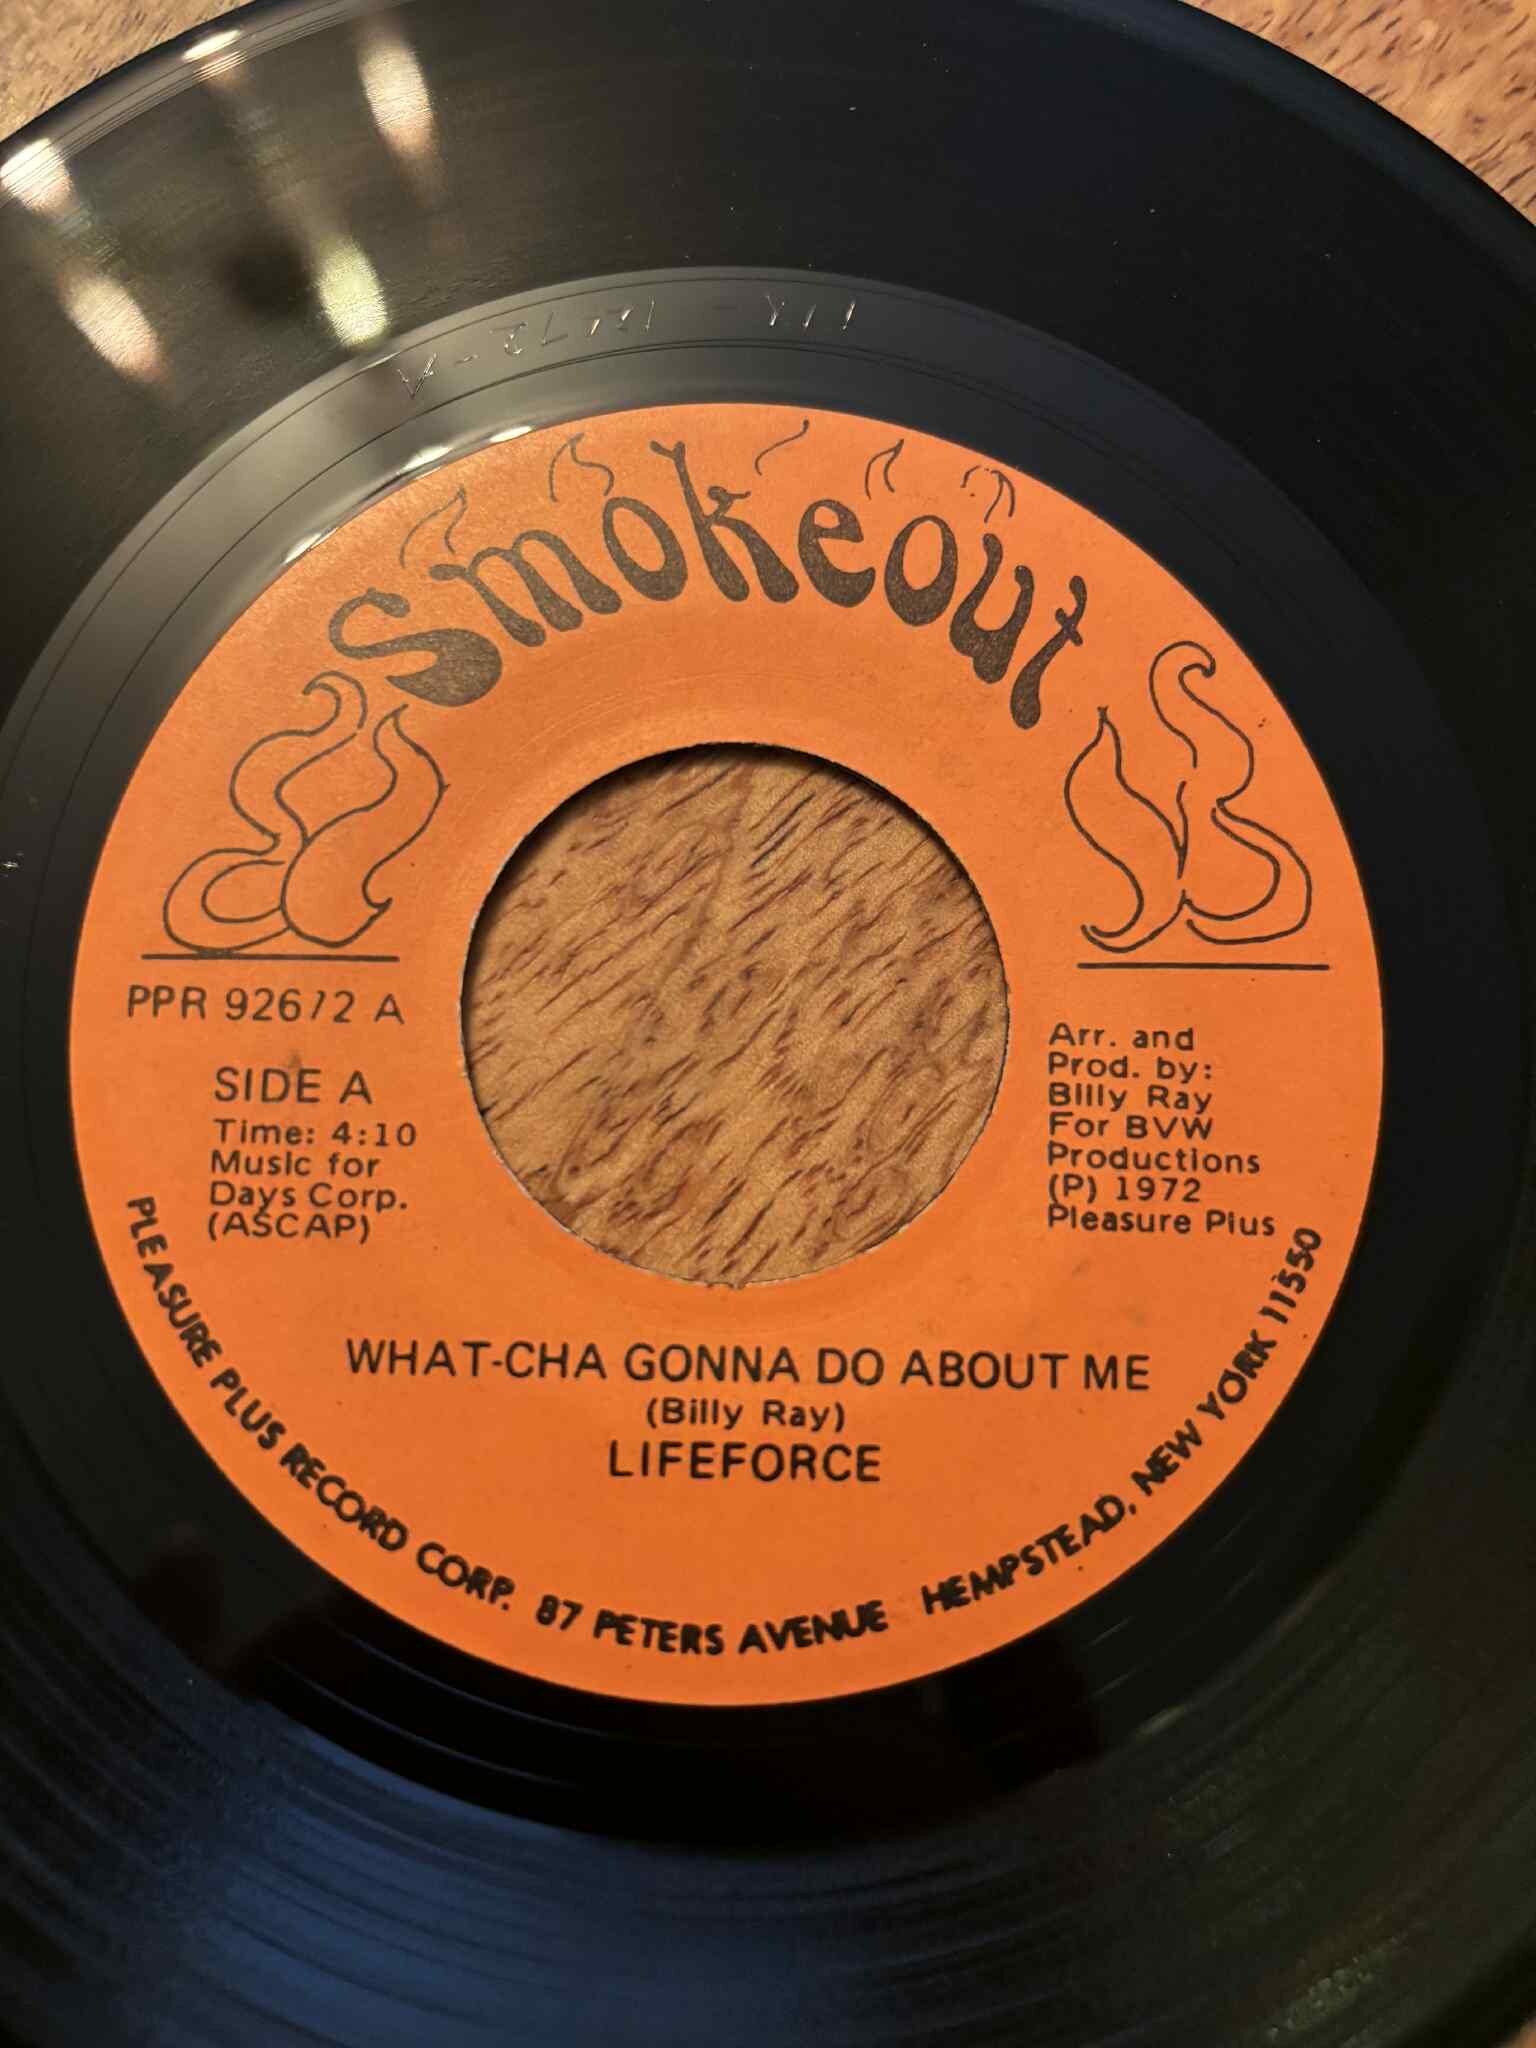 Smokeout
PPR 92672 A
SIDE A
Time: 4:10
Music for
Days Corp.
(ASCAP)
Arr. and
Prod. by:
Billy Ray
For BVW
Productions
(P) 1972
Pleasure Plus
WHAT-CHA GONNA DO ABOUT ME
(Billy Ray)
LIFEFORCE
PLEASURE PLUS RECORD CORP. 87 PETERS AVENUE HEMPSTEAD, NEW YORK 11550